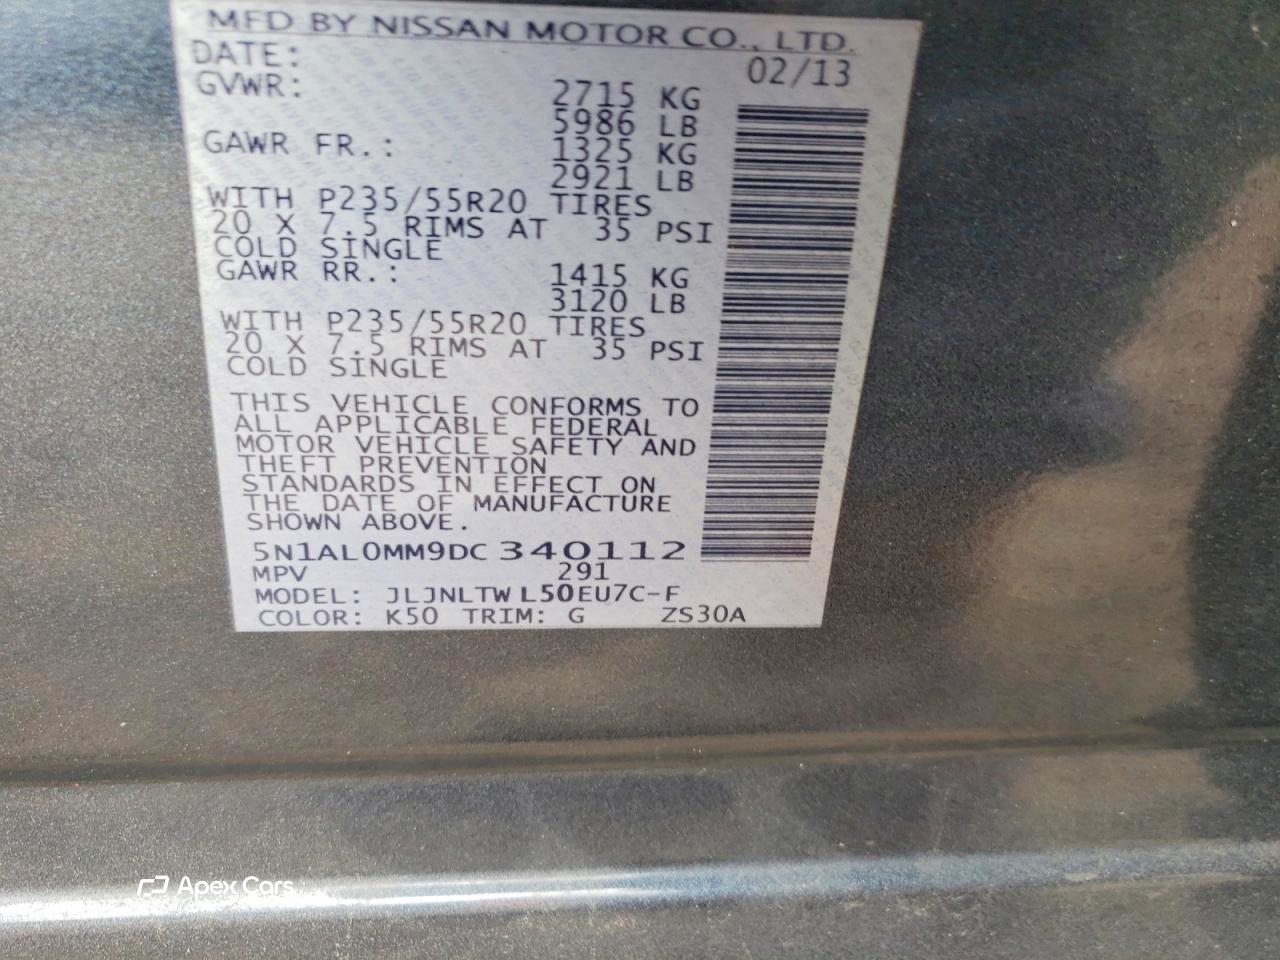 MFD BY NISSAN MOTOR CO., LTD.
DATE: 02/13
GVWR: 2715 KG
5986 LB
GAWR FR.: 1325 KG
2921 LB
WITH P235/55R20 TIRES
20 X 7.5 RIMS AT 35 PSI
COLD SINGLE
GAWR RR.: 1415 KG
3120 LB
WITH P235/55R20 TIRES
20 X 7.5 RIMS AT 35 PSI
COLD SINGLE
THIS VEHICLE CONFORMS TO
ALL APPLICABLE FEDERAL
MOTOR VEHICLE SAFETY AND
THEFT PREVENTION
STANDARDS IN EFFECT ON
THE DATE OF MANUFACTURE
SHOWN ABOVE.
5N1AL0MM9DC 340112
MPV 291
MODEL: JLJNLTWL50EU7C-F
COLOR: K50 TRIM: G ZS30A
Apex Cars